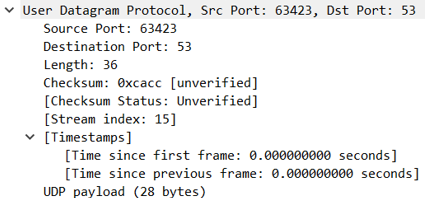 User Datagram Protocol, Src Port: 63423, Dst Port: 53
Source Port: 63423
Destination Port: 53
Length: 36
Checksum: 0xcacc [unverified]
[Checksum Status: Unverified]
[Stream index: 15]
[Timestamps]
[Time since first frame: 0.000000000 seconds]
[Time since previous frame: 0.000000000 seconds]
UDP payload (28 bytes)